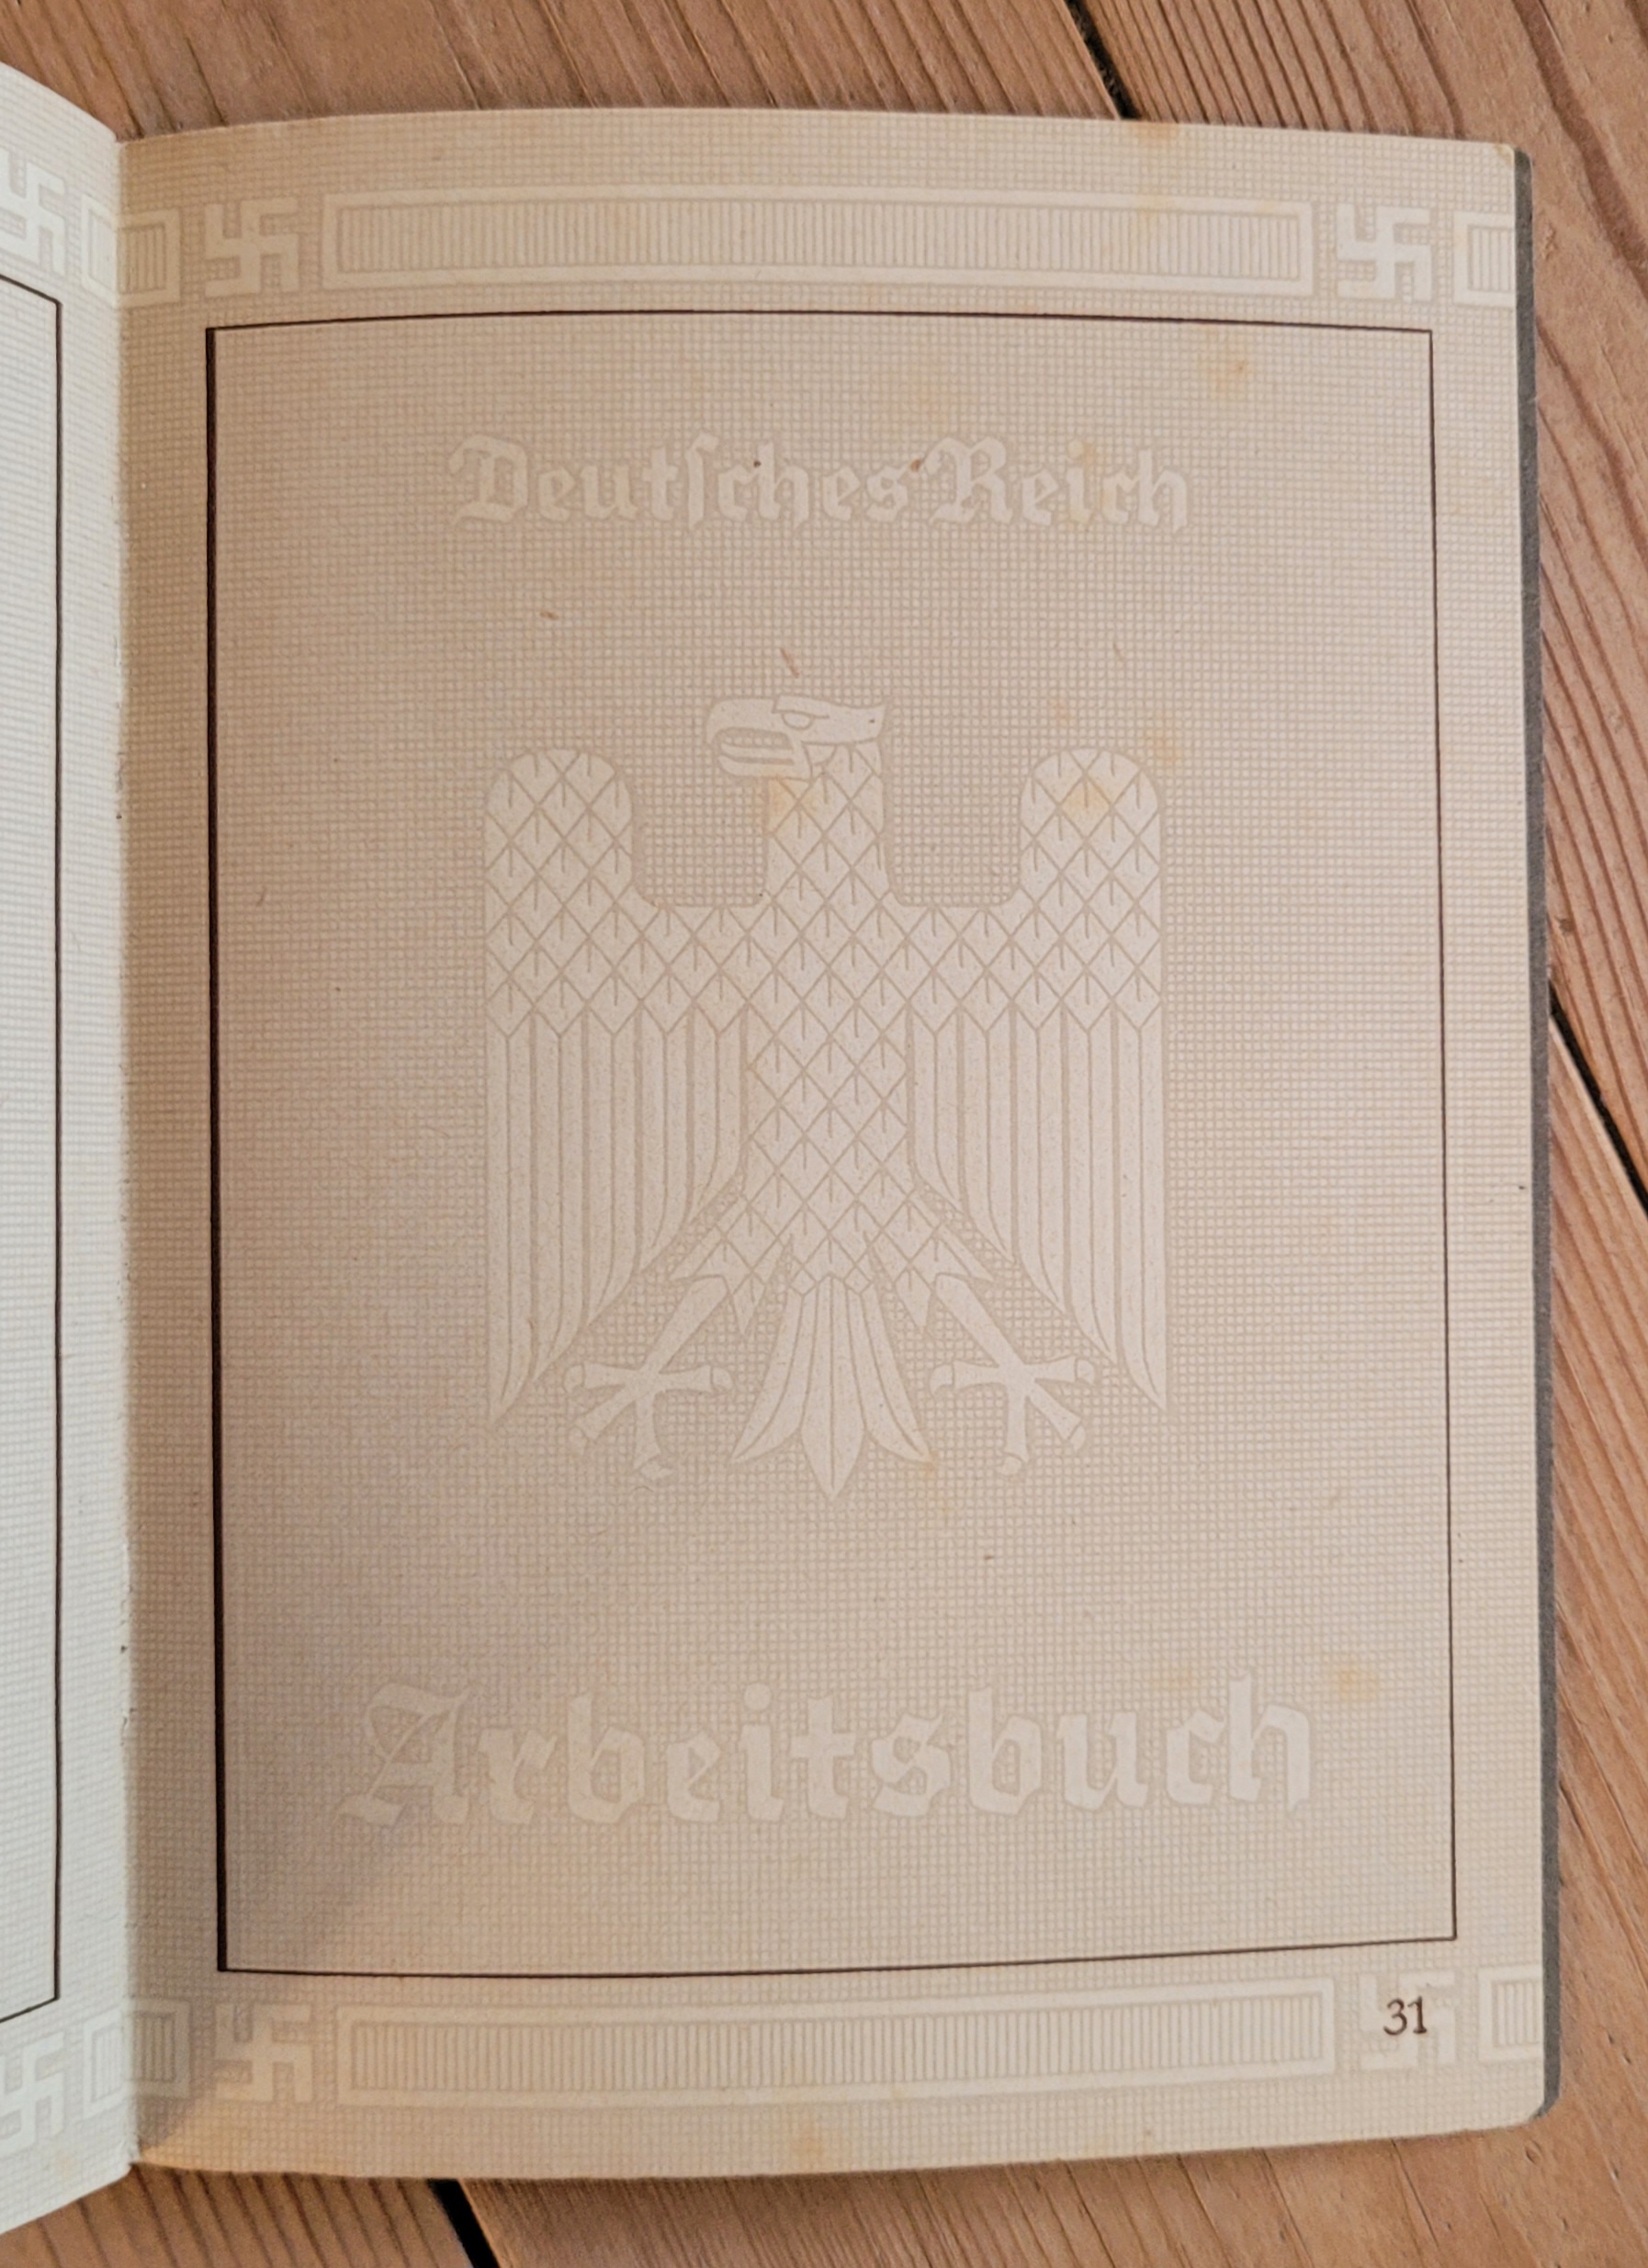 Deutſches Reich
Arbeitsbuch
31